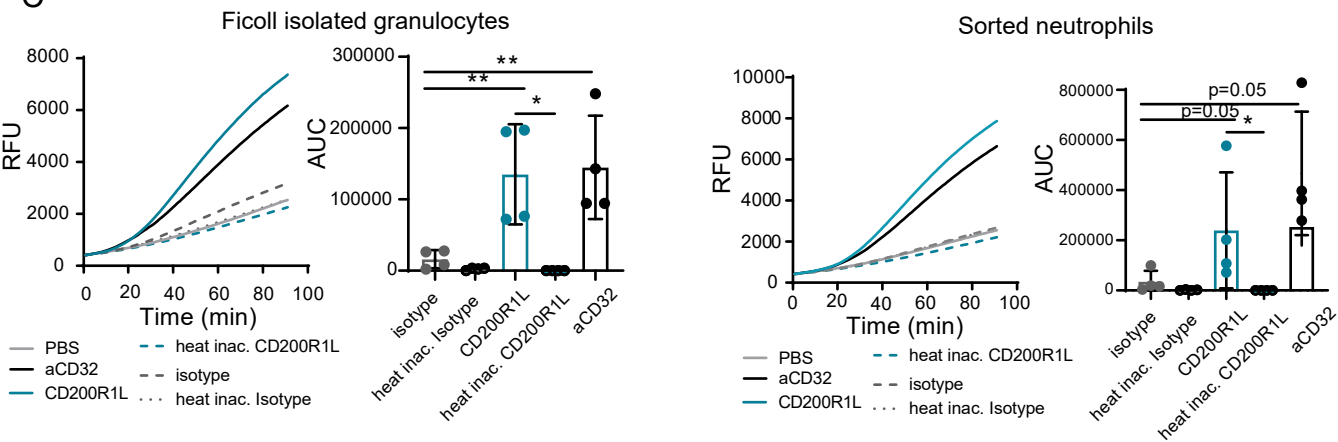 Ficoll isolated granulocytes
Sorted neutrophils
RFU
8000
6000
4000
2000
0
0 20 40 60 80 100
Time (min)
AUC
300000
200000
100000
0
**
**
*
isotype
heat inac. Isotype
CD200R1L
heat inac. CD200R1L
aCD32
PBS
aCD32
CD200R1L
heat inac. CD200R1L
isotype
heat inac. Isotype
RFU
10000
8000
6000
4000
2000
0
0 20 40 60 80 100
Time (min)
AUC
800000
600000
400000
200000
0
p=0.05
p=0.05
*
isotype
heat inac. Isotype
CD200R1L
heat inac. CD200R1L
aCD32
PBS
aCD32
CD200R1L
heat inac. CD200R1L
isotype
heat inac. Isotype